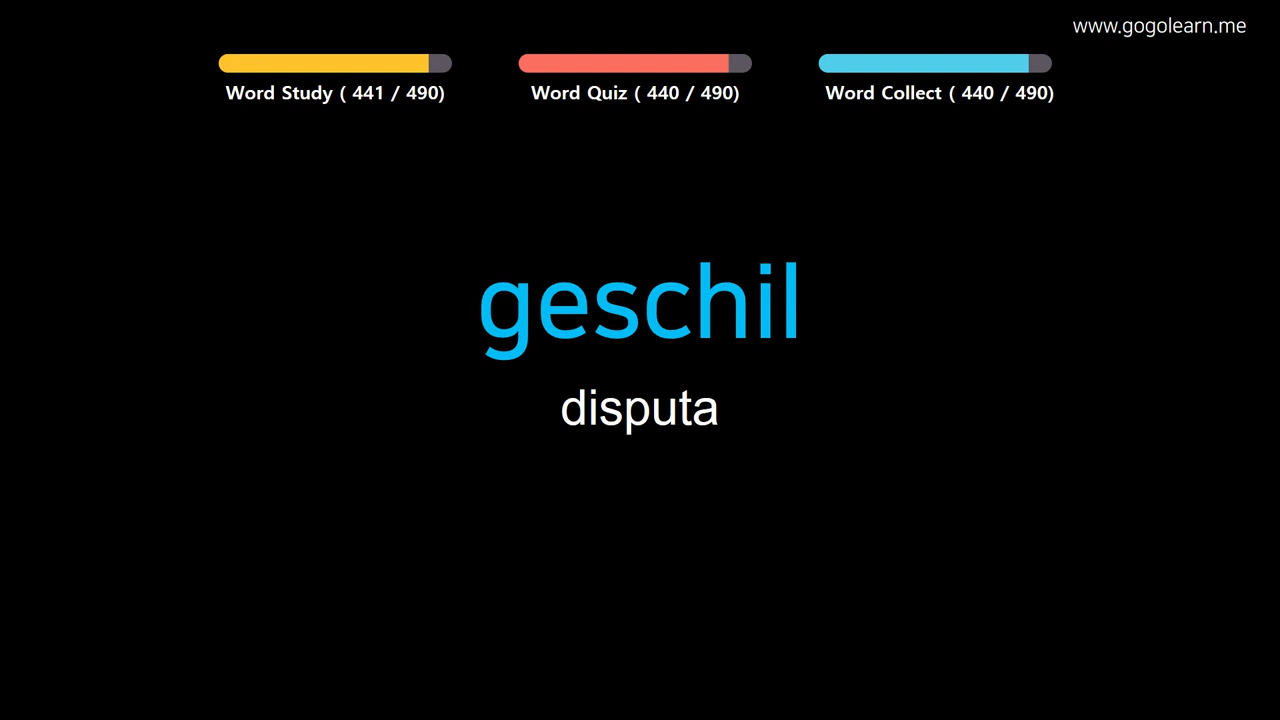 www.gogolearn.me
Word Study ( 441 / 490)
Word Quiz ( 440 / 490)
Word Collect ( 440 / 490)
geschil
disputa